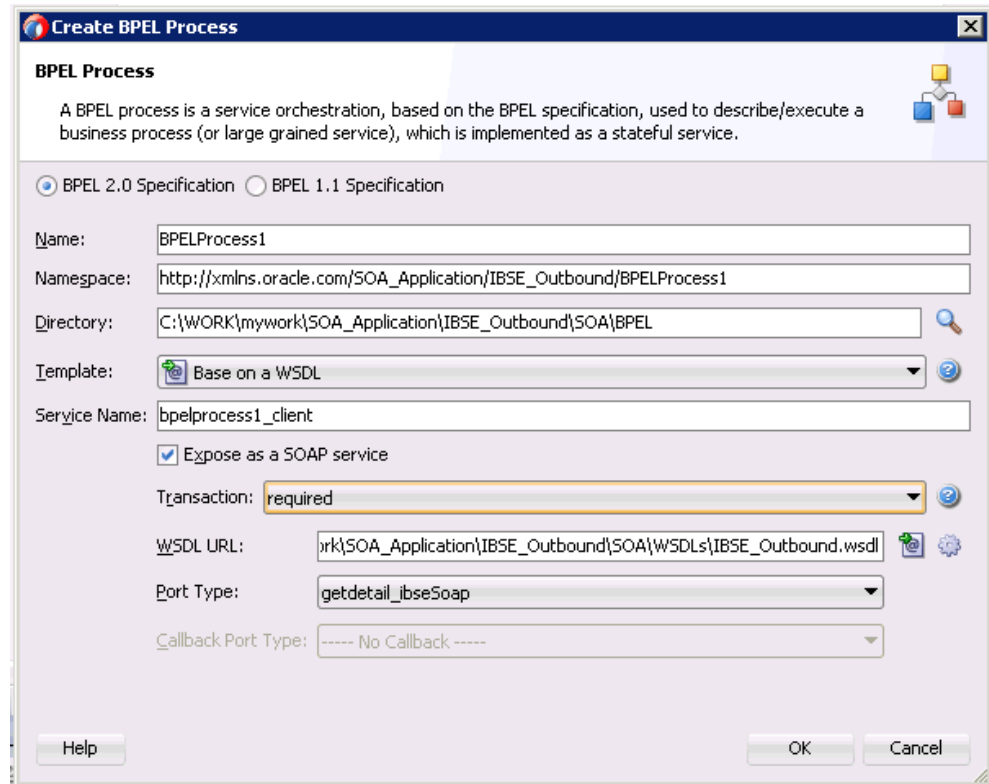 Create BPEL Process
BPEL Process
A BPEL process is a service orchestration, based on the BPEL specification, used to describe/execute a
business process (or large grained service), which is implemented as a stateful service.
BPEL 2.0 Specification BPEL 1.1 Specification
Name: BPELProcess1
Namespace: http://xmlns.oracle.com/SOA_Application/IBSE_Outbound/BPELProcess1
Directory: C:\WORK\mywork\SOA_Application\IBSE_Outbound\SOA\BPEL
Template: Base on a WSDL
Service Name: bpelprocess1_client
Expose as a SOAP service
Transaction: required
WSDL URL: ork\SOA_Application\IBSE_Outbound\SOA\WSDLs\IBSE_Outbound.wsdl
Port Type: getdetail_ibseSoap
Callback Port Type: ----- No Callback -----
Help OK Cancel